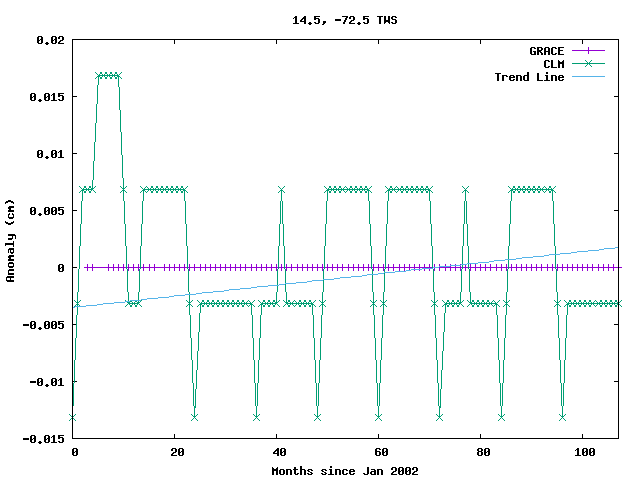 14.5, -72.5 TWS
GRACE
CLM
Trend Line
0.02
0.015
0.01
0.005
0
-0.005
-0.01
-0.015
Anomaly (cm)
0 20 40 60 80 100
Months since Jan 2002